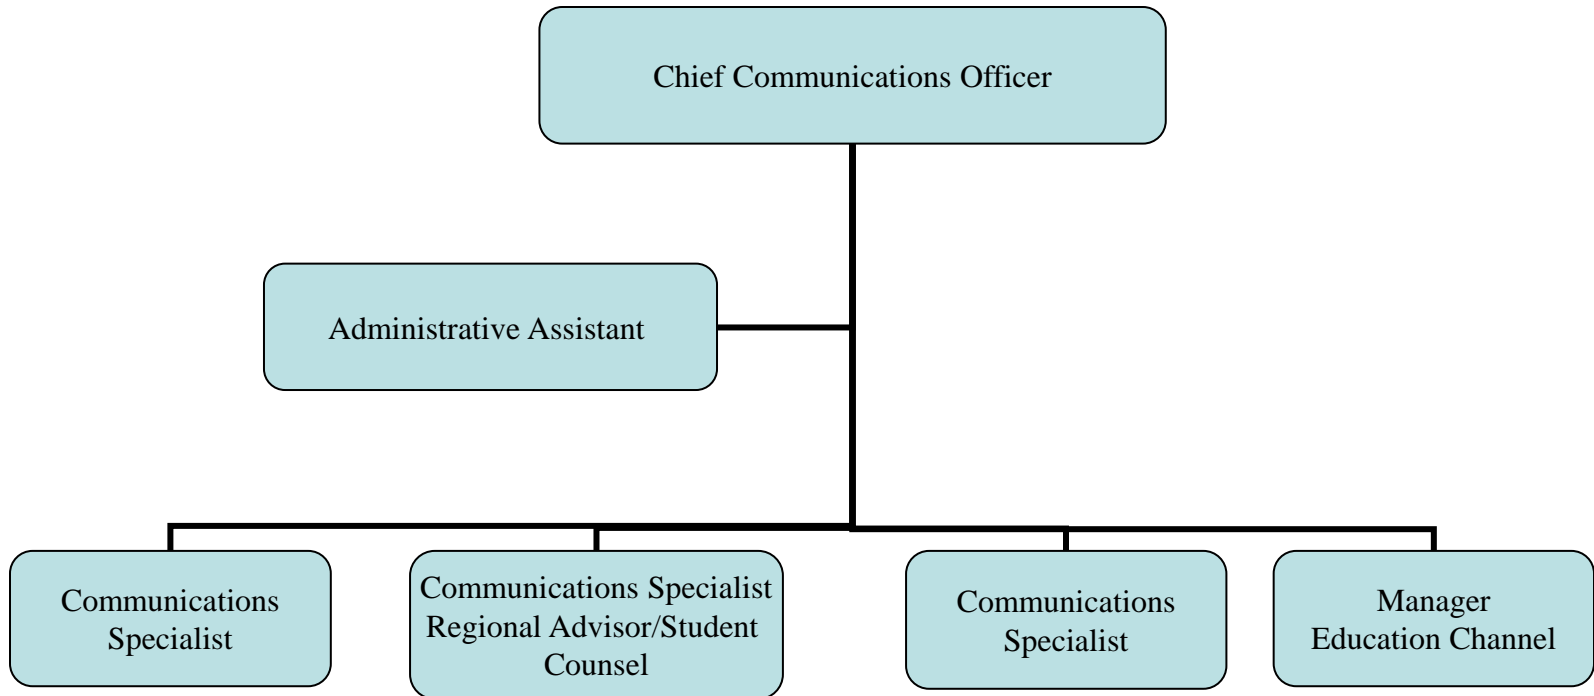 Chief Communications Officer
Administrative Assistant
Communications
Specialist
Communications Specialist
Regional Advisor/Student
Counsel
Communications
Specialist
Manager
Education Channel